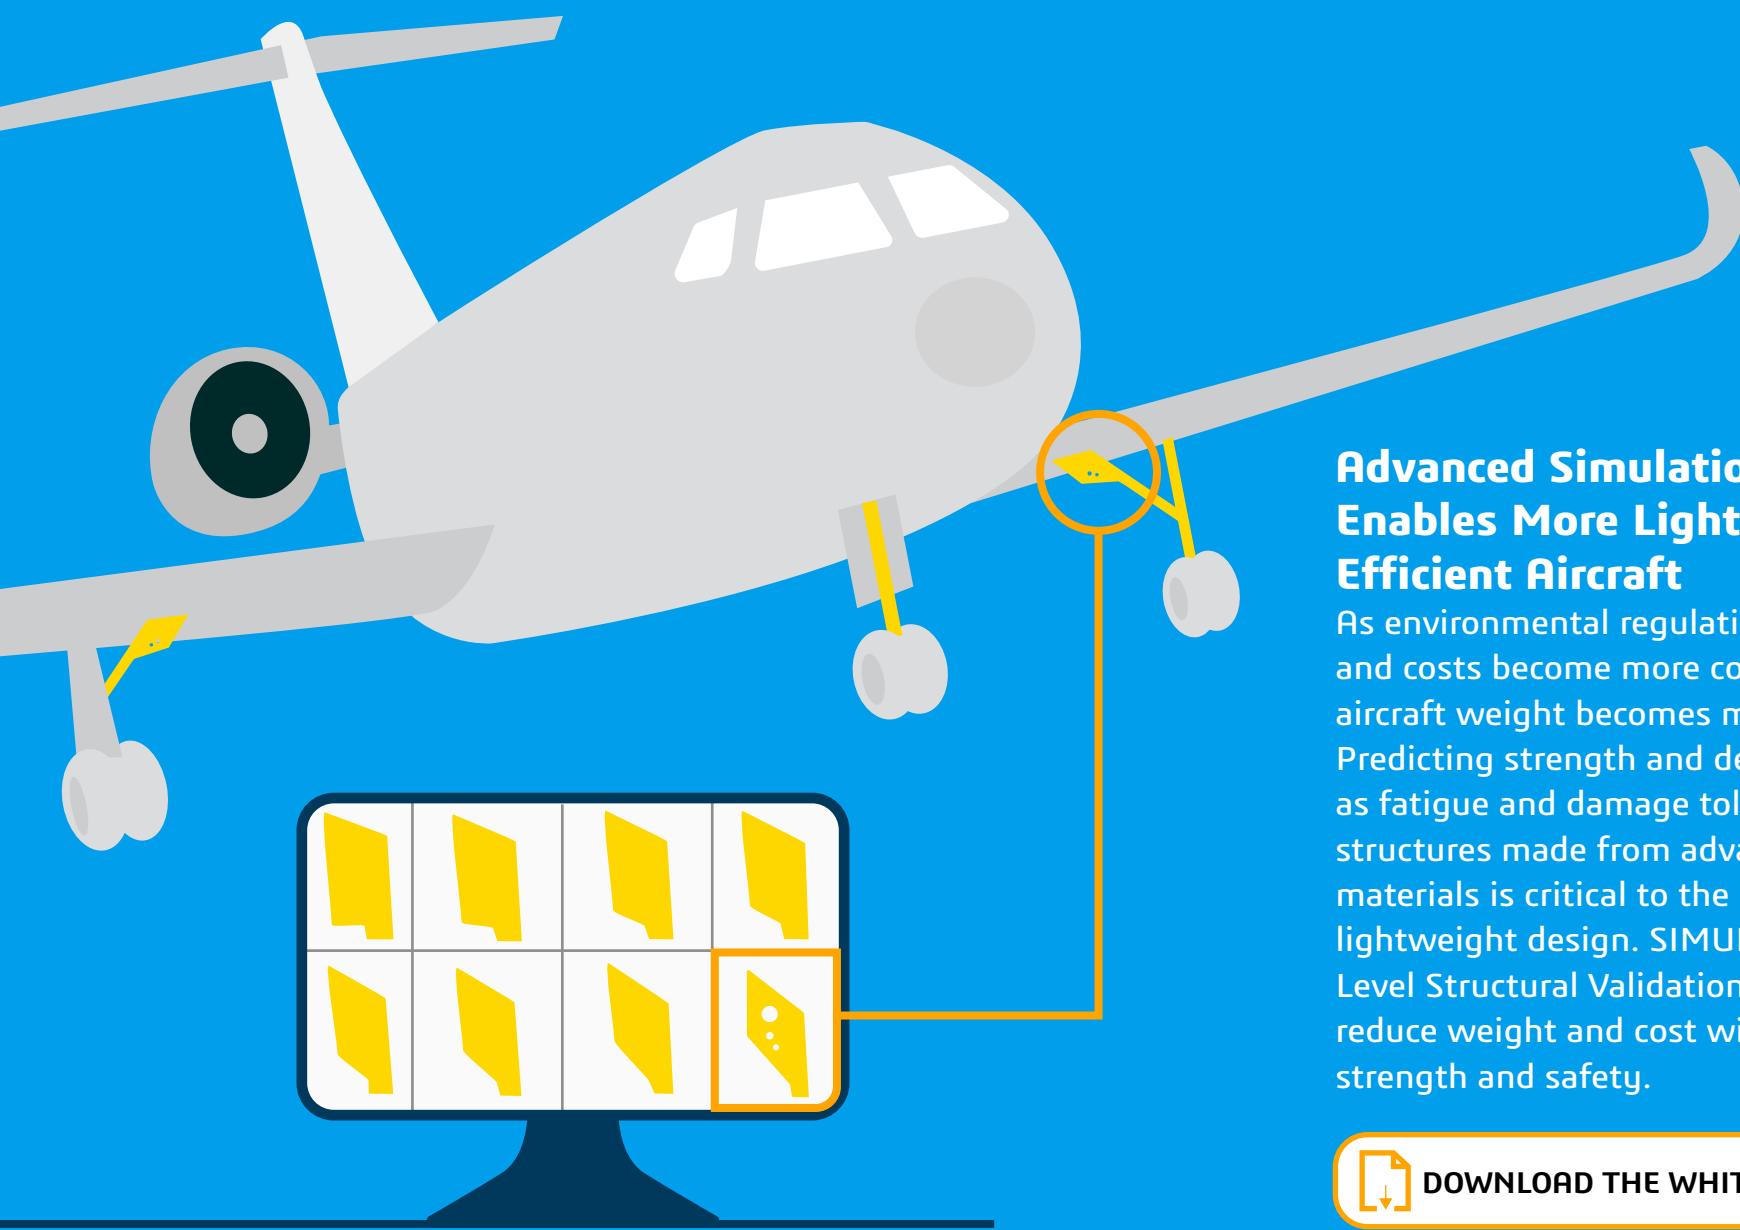 Advanced Simulatio
Enables More Light
Efficient Aircraft
As environmental regulati
and costs become more co
aircraft weight becomes m
Predicting strength and de
as fatigue and damage tol
structures made from adva
materials is critical to the
lightweight design. SIMUL
Level Structural Validation
reduce weight and cost wi
strength and safety.
DOWNLOAD THE WHIT